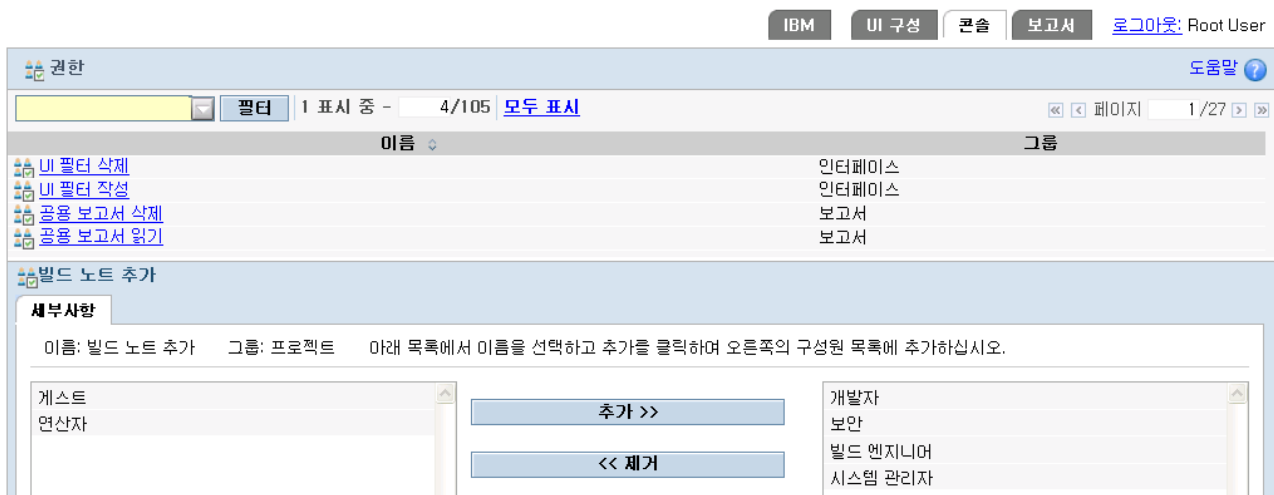 IBM UI 구성 콘솔 보고서 로그아웃: Root User
권한 도움말 ?
필터 1 표시 중 - 4/105 모두 표시 페이지 1 /27
이름 그룹
UI 필터 삭제 인터페이스
UI 필터 작성 인터페이스
공용 보고서 삭제 보고서
공용 보고서 읽기 보고서
빌드 노트 추가
세부사항
이름: 빌드 노트 추가 그룹: 프로젝트 아래 목록에서 이름을 선택하고 추가를 클릭하여 오른쪽의 구성원 목록에 추가하십시오.
게스트 추가 >> 개발자
연산자 보안
<< 제거 빌드 엔지니어
시스템 관리자